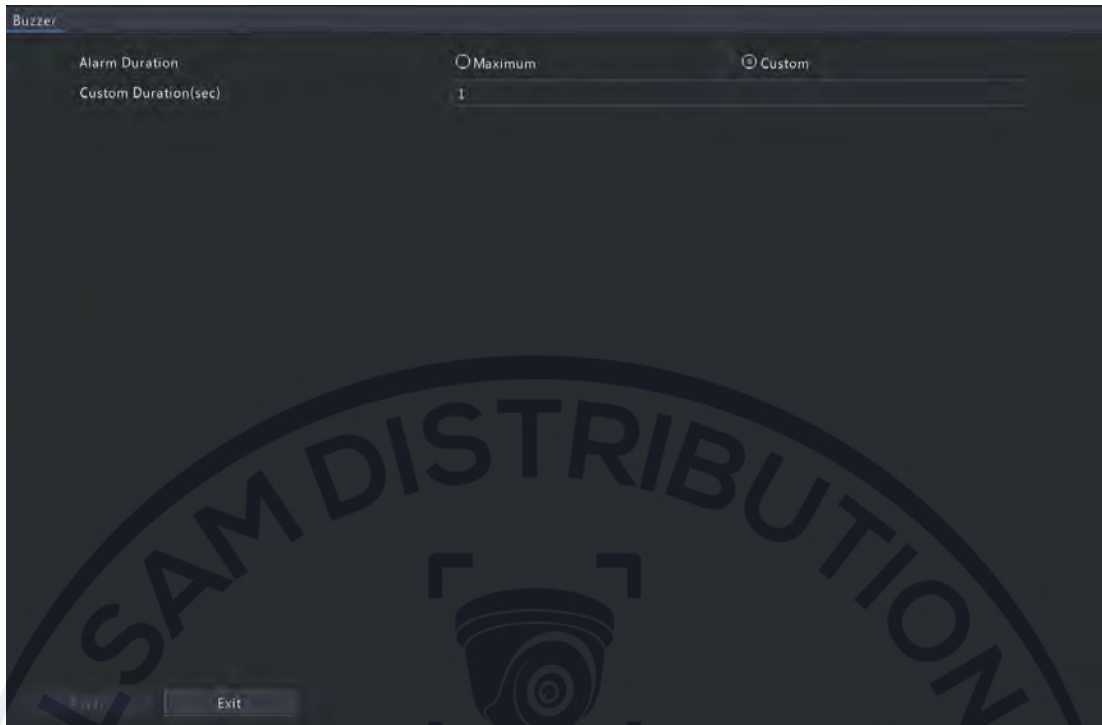 Buzzer
Alarm Duration Maximum Custom
Custom Duration(sec) 1
SAM DISTRIBUTION
Exit